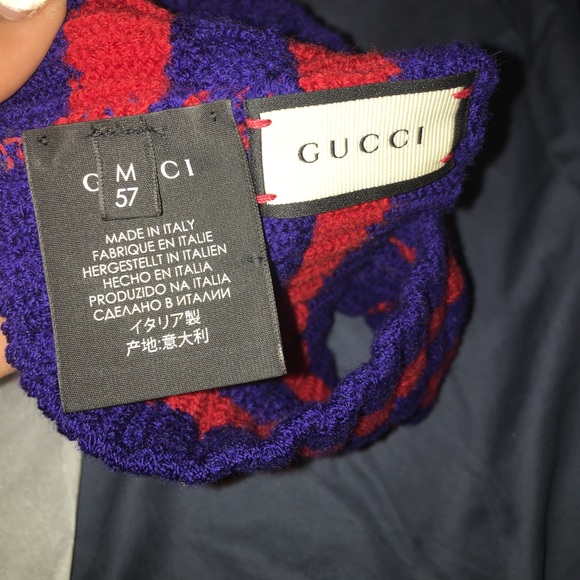 M
57
MADE IN ITALY
FABRIQUE EN ITALIE
HERGESTELLT IN ITALIEN
HECHO EN ITALIA
PRODUZIDO NA ITALIA
СДЕЛАНО В ИТАЛИИ
イタリア製
产地:意大利
GUCCI